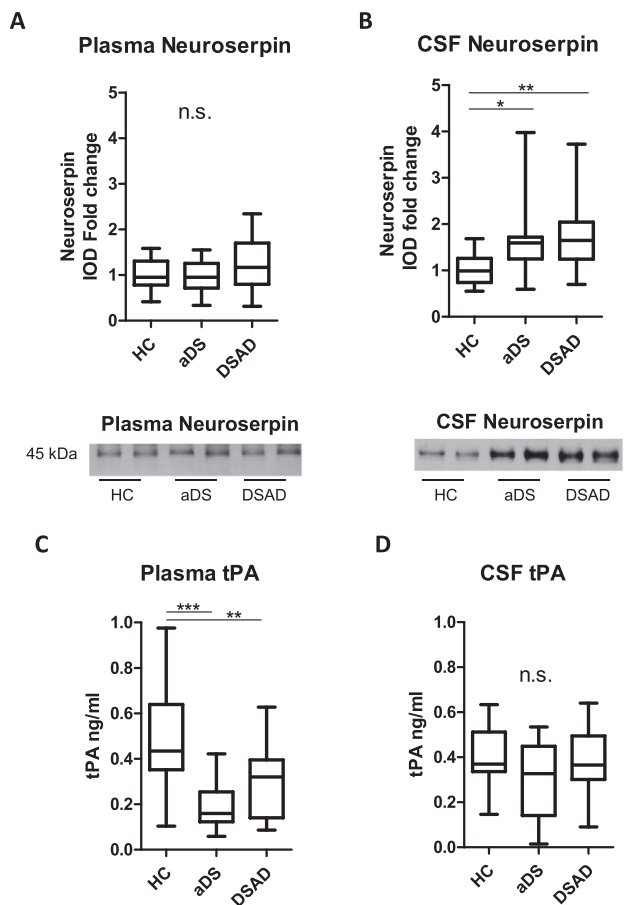 A
Plasma Neuroserpin
Neuroserpin
IOD Fold change
5
4
3
2
1
0
n.s.
HC
aDS
DSAD
B
CSF Neuroserpin
Neuroserpin
IOD fold change
5
4
3
2
1
0
**
*
HC
aDS
DSAD
Plasma Neuroserpin
45 kDa
HC aDS DSAD
CSF Neuroserpin
HC aDS DSAD
C
Plasma tPA
tPA ng/ml
1.0
0.8
0.6
0.4
0.2
0.0
***
**
HC
aDS
DSAD
D
CSF tPA
tPA ng/ml
1.0
0.8
0.6
0.4
0.2
0.0
n.s.
HC
aDS
DSAD